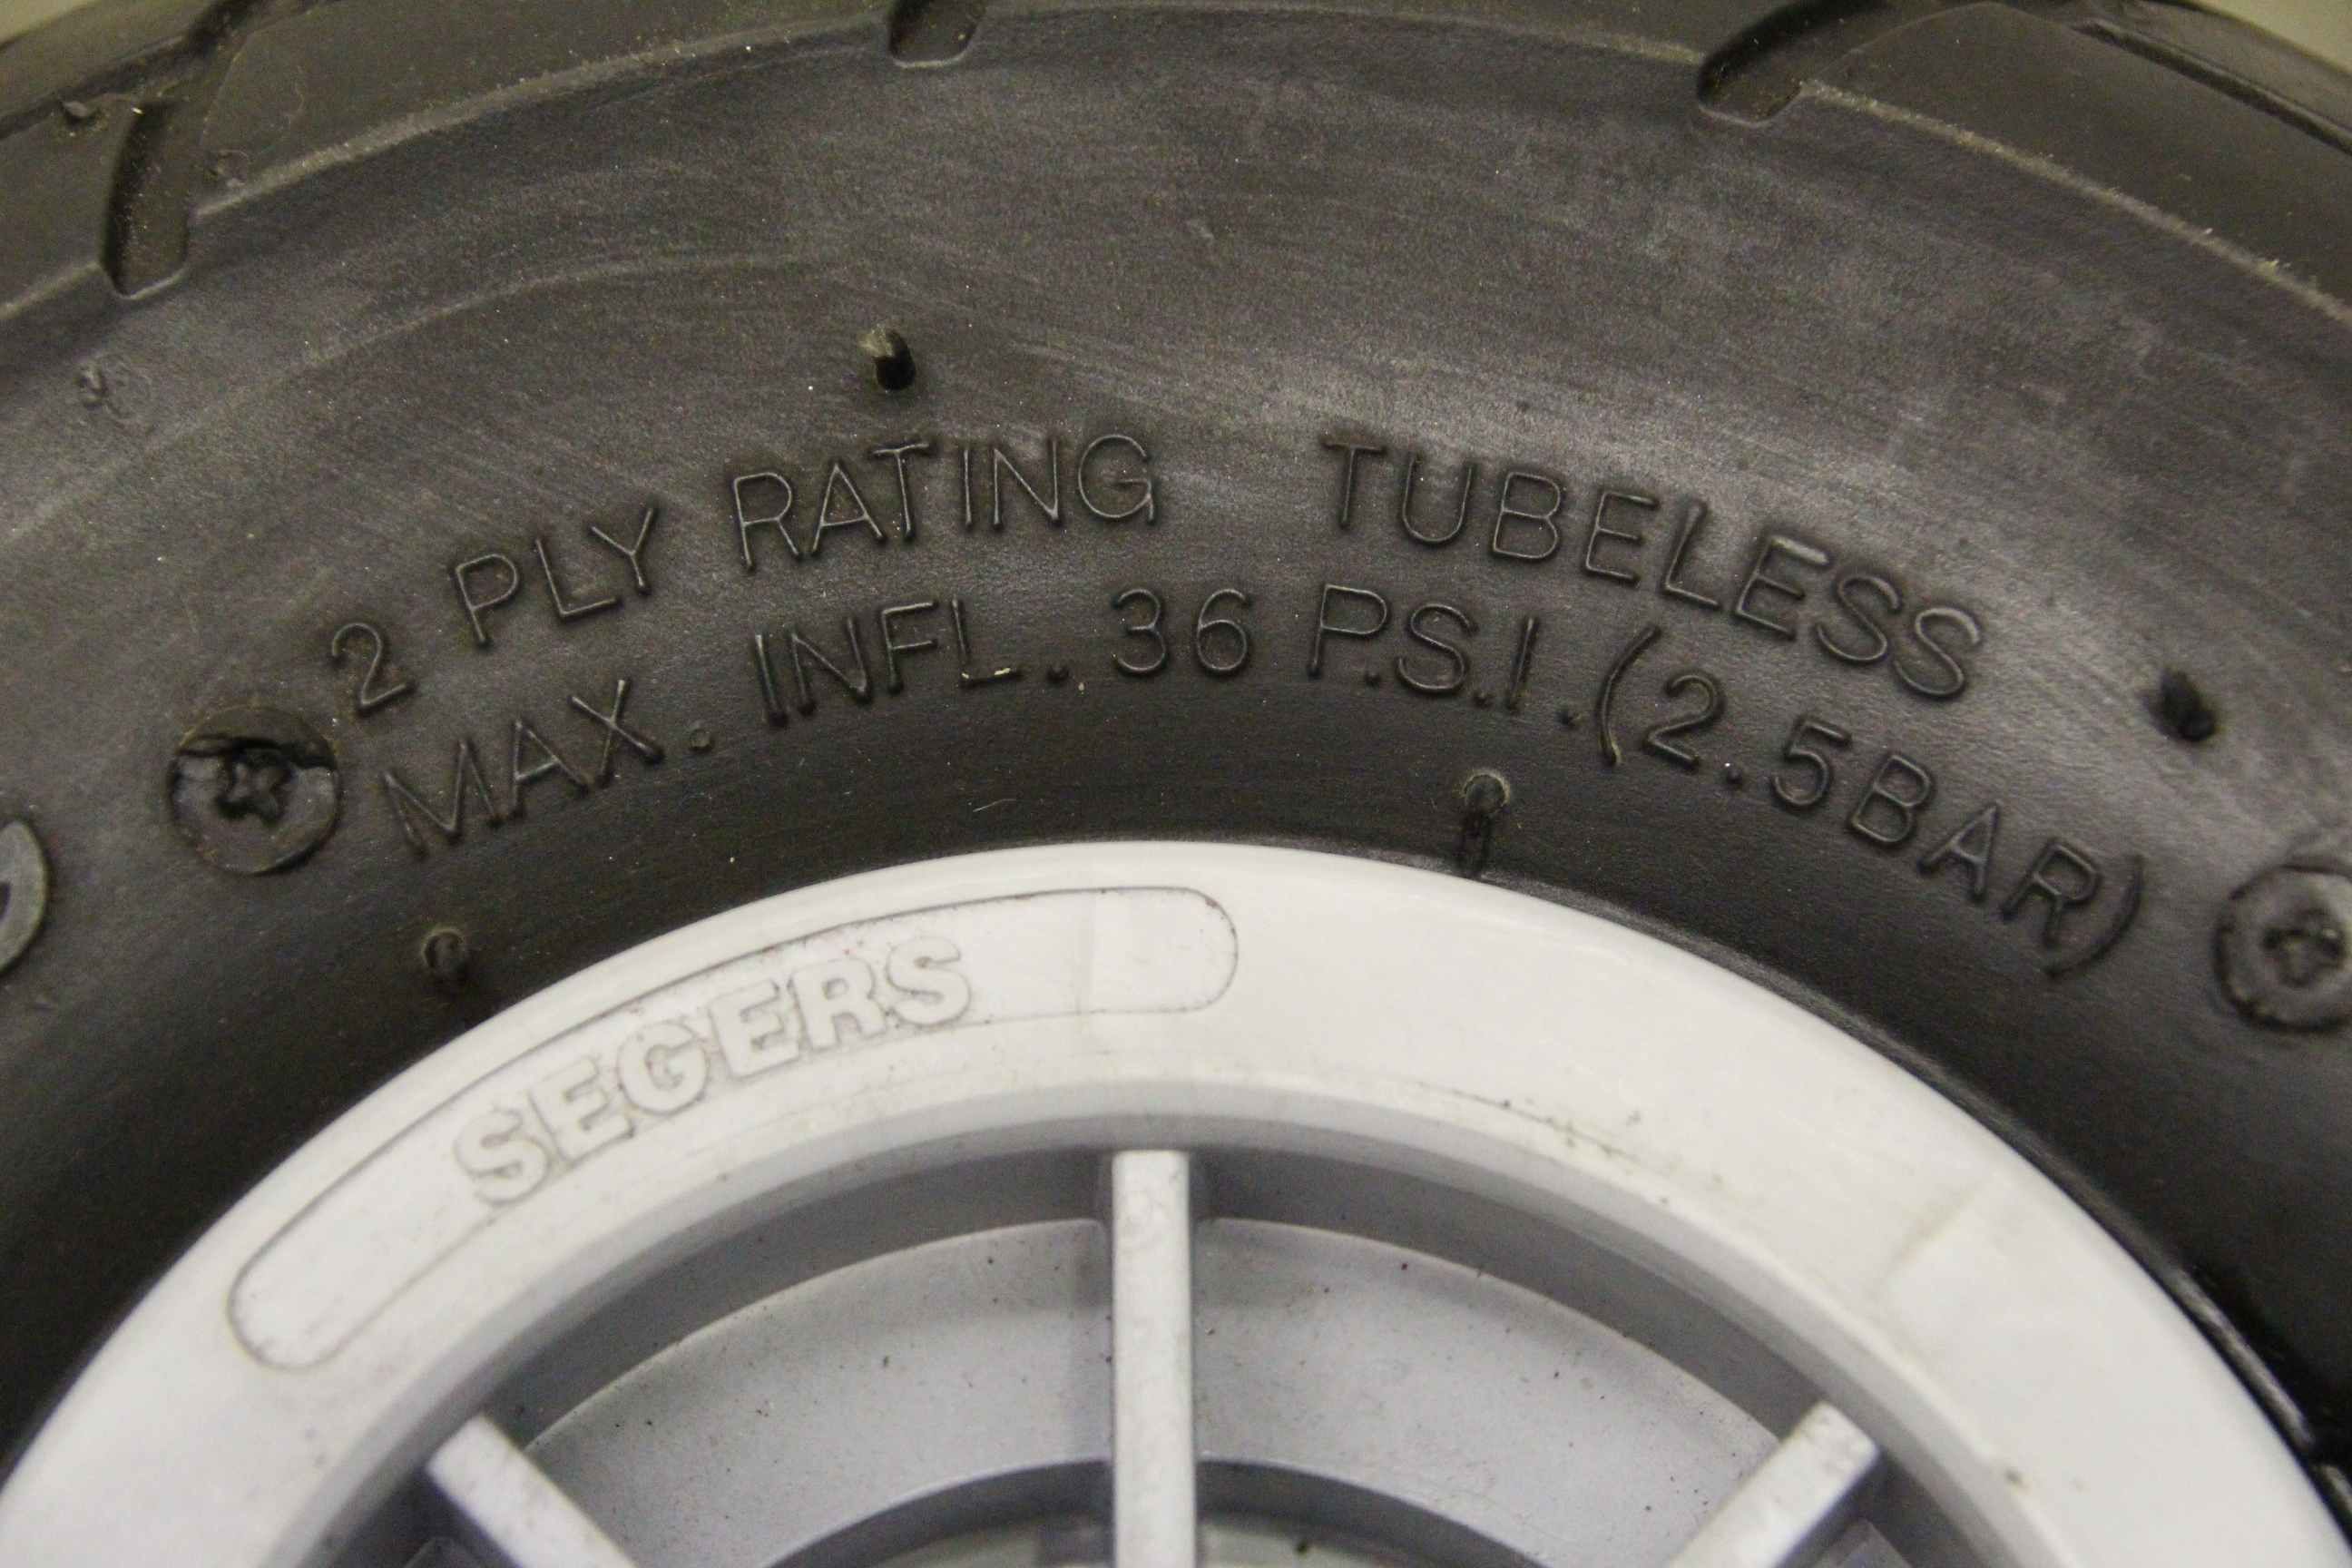 2 PLY RATING TUBELESS
MAX. INFL. 36 P.S.I.(2.5BAR)
SEGERS